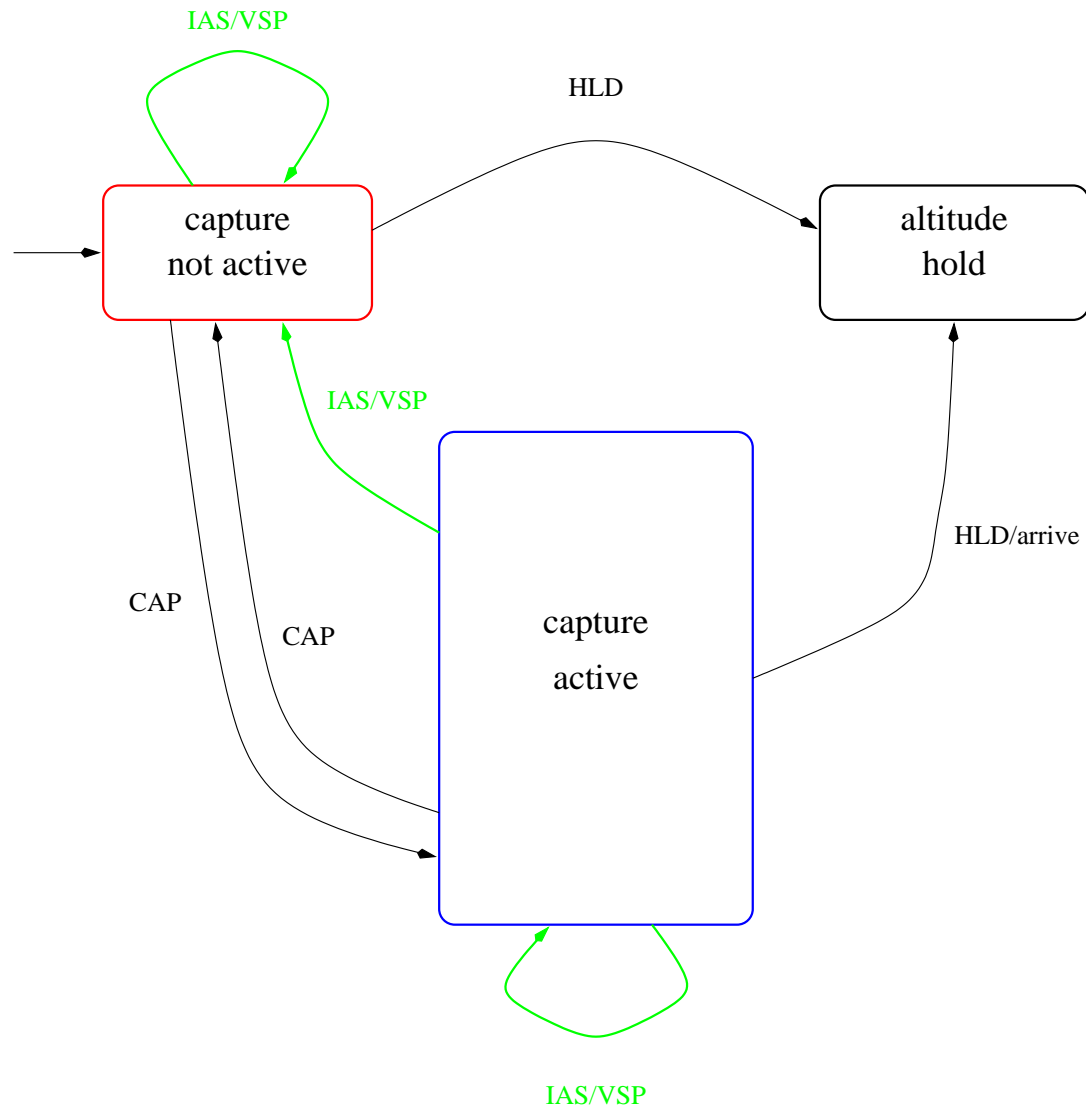 IAS/VSP
HLD
capture
not active
altitude
hold
IAS/VSP
HLD/arrive
CAP
CAP
capture
active
IAS/VSP